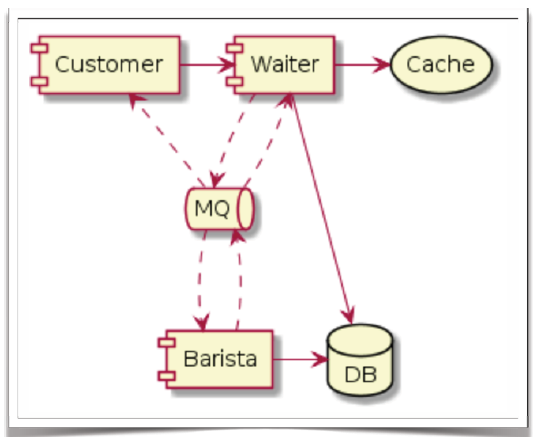 Customer
Waiter
Cache
MQ
Barista
DB